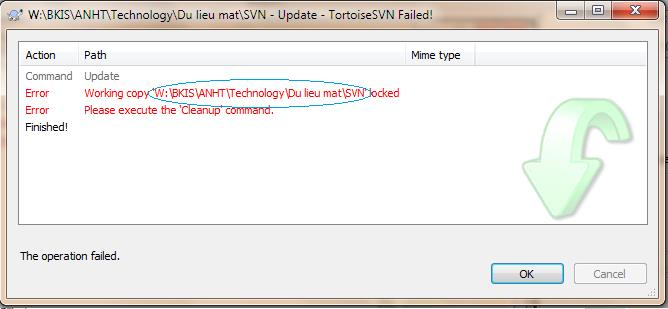 W:\BKIS\ANHT\Technology\Du lieu mat\SVN - Update - TortoiseSVN Failed!
Action Path Mime type
Command Update
Error Working copy 'W:\BKIS\ANHT\Technology\Du lieu mat\SVN' locked
Error Please execute the 'Cleanup' command.
Finished!
The operation failed.
OK Cancel